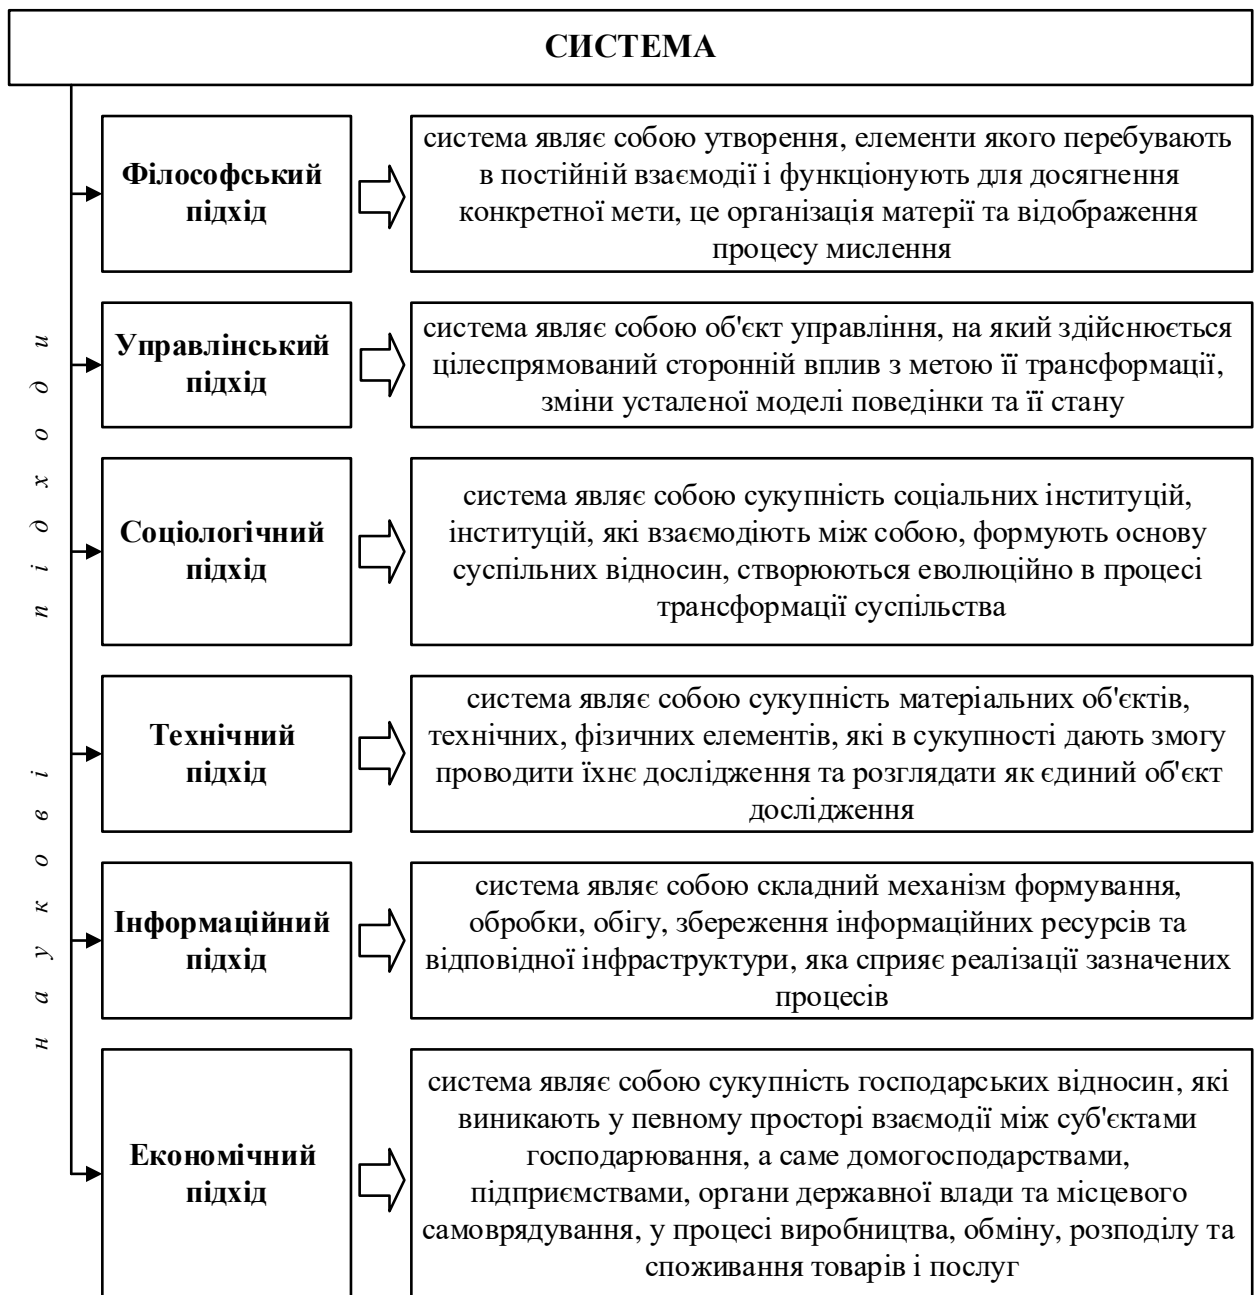 СИСТЕМА
наукові підходи
Філософський
підхід
система являє собою утворення, елементи якого перебувають
в постійній взаємодії і функціонують для досягнення
конкретної мети, це організація матерії та відображення
процесу мислення
Управлінський
підхід
система являє собою об'єкт управління, на який здійснюється
цілеспрямований сторонній вплив з метою її трансформації,
зміни усталеної моделі поведінки та її стану
Соціологічний
підхід
система являє собою сукупність соціальних інституцій,
інституцій, які взаємодіють між собою, формують основу
суспільних відносин, створюються еволюційно в процесі
трансформації суспільства
Технічний
підхід
система являє собою сукупність матеріальних об'єктів,
технічних, фізичних елементів, які в сукупності дають змогу
проводити їхнє дослідження та розглядати як єдиний об'єкт
дослідження
Інформаційний
підхід
система являє собою складний механізм формування,
обробки, обігу, збереження інформаційних ресурсів та
відповідної інфраструктури, яка сприяє реалізації зазначених
процесів
Економічний
підхід
система являє собою сукупність господарських відносин, які
виникають у певному просторі взаємодії між суб'єктами
господарювання, а саме домогосподарствами,
підприємствами, органи державної влади та місцевого
самоврядування, у процесі виробництва, обміну, розподілу та
споживання товарів і послуг